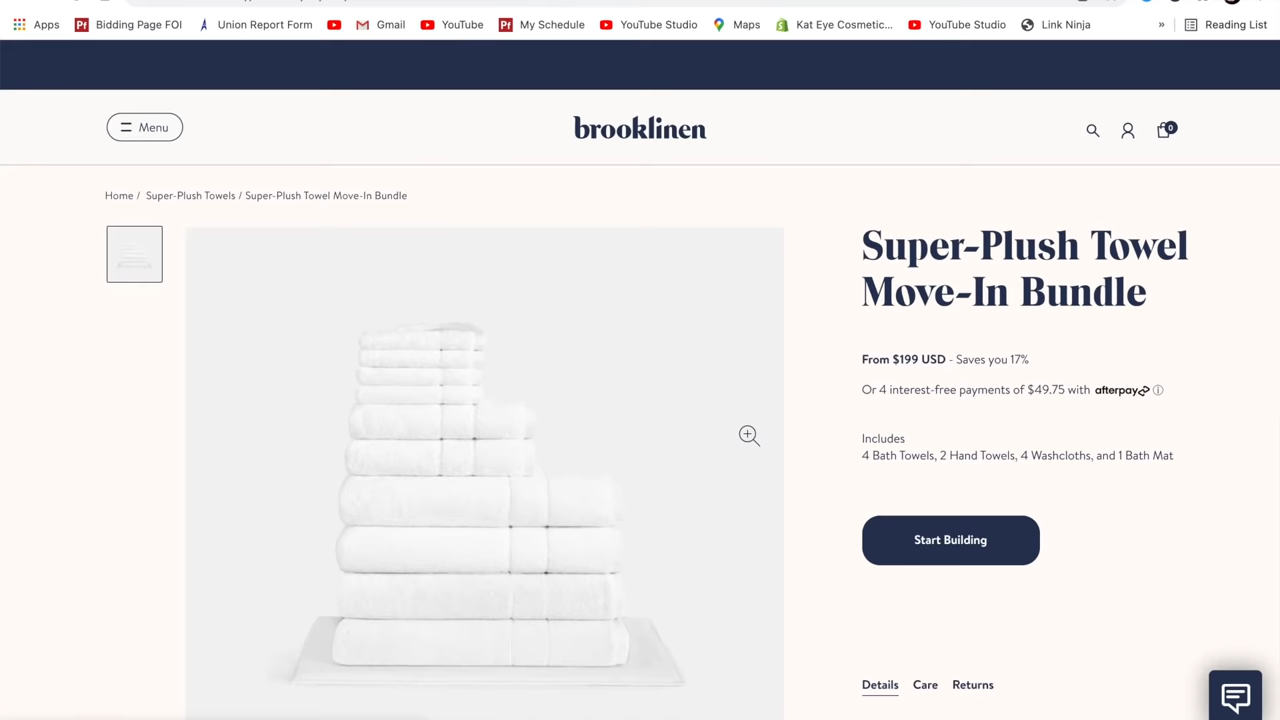 Apps
Bidding Page FOI
Union Report Form
Gmail
YouTube
My Schedule
YouTube Studio
Maps
Kat Eye Cosmetic...
YouTube Studio
Link Ninja
»
Reading List
Menu
brooklinen
0
Home / Super-Plush Towels / Super-Plush Towel Move-In Bundle
Super-Plush Towel
Move-In Bundle
From $199 USD - Saves you 17%
Or 4 interest-free payments of $49.75 with afterpay
Includes
4 Bath Towels, 2 Hand Towels, 4 Washcloths, and 1 Bath Mat
Start Building
Details
Care
Returns